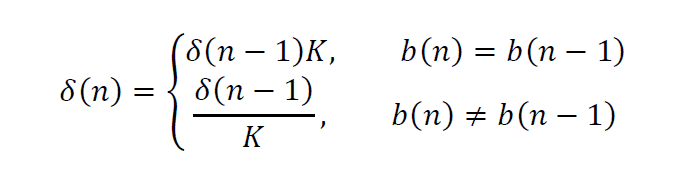 δ(n) = { δ(n − 1)K, b(n) = b(n − 1)
δ(n − 1)/K, b(n) ≠ b(n − 1)